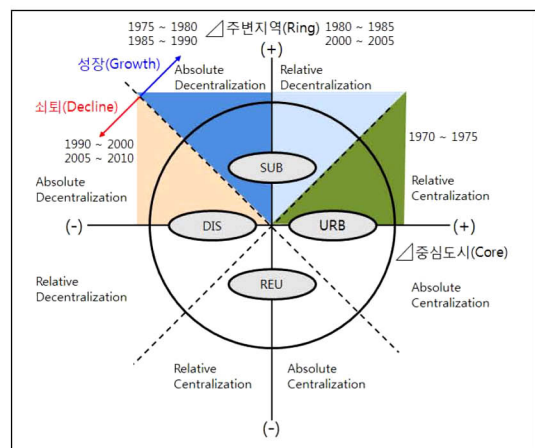 1975 ~ 1980
1985 ~ 1990
⊿주변지역(Ring)
1980 ~ 1985
2000 ~ 2005
(+)
성장(Growth)
Absolute
Decentralization
Relative
Decentralization
쇠퇴(Decline)
1990 ~ 2000
2005 ~ 2010
1970 ~ 1975
SUB
Absolute
Decentralization
Relative
Centralization
(-)
DIS
URB
(+)
⊿중심도시(Core)
Relative
Decentralization
REU
Absolute
Centralization
Relative
Centralization
Absolute
Centralization
(-)